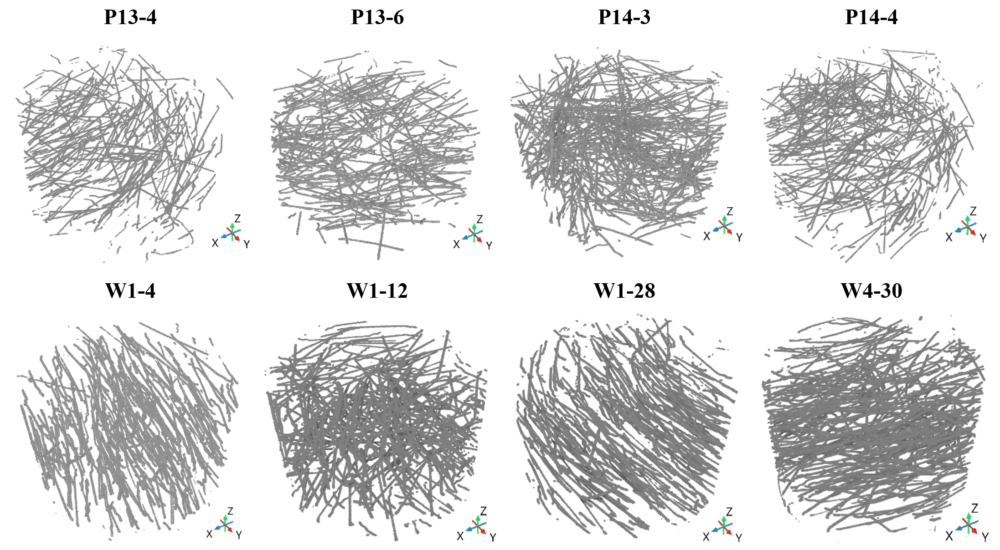 P13-4 P13-6 P14-3 P14-4
Z Z Z Z
X Y X Y X Y X Y
W1-4 W1-12 W1-28 W4-30
Z Z Z Z
X Y X Y X Y X Y